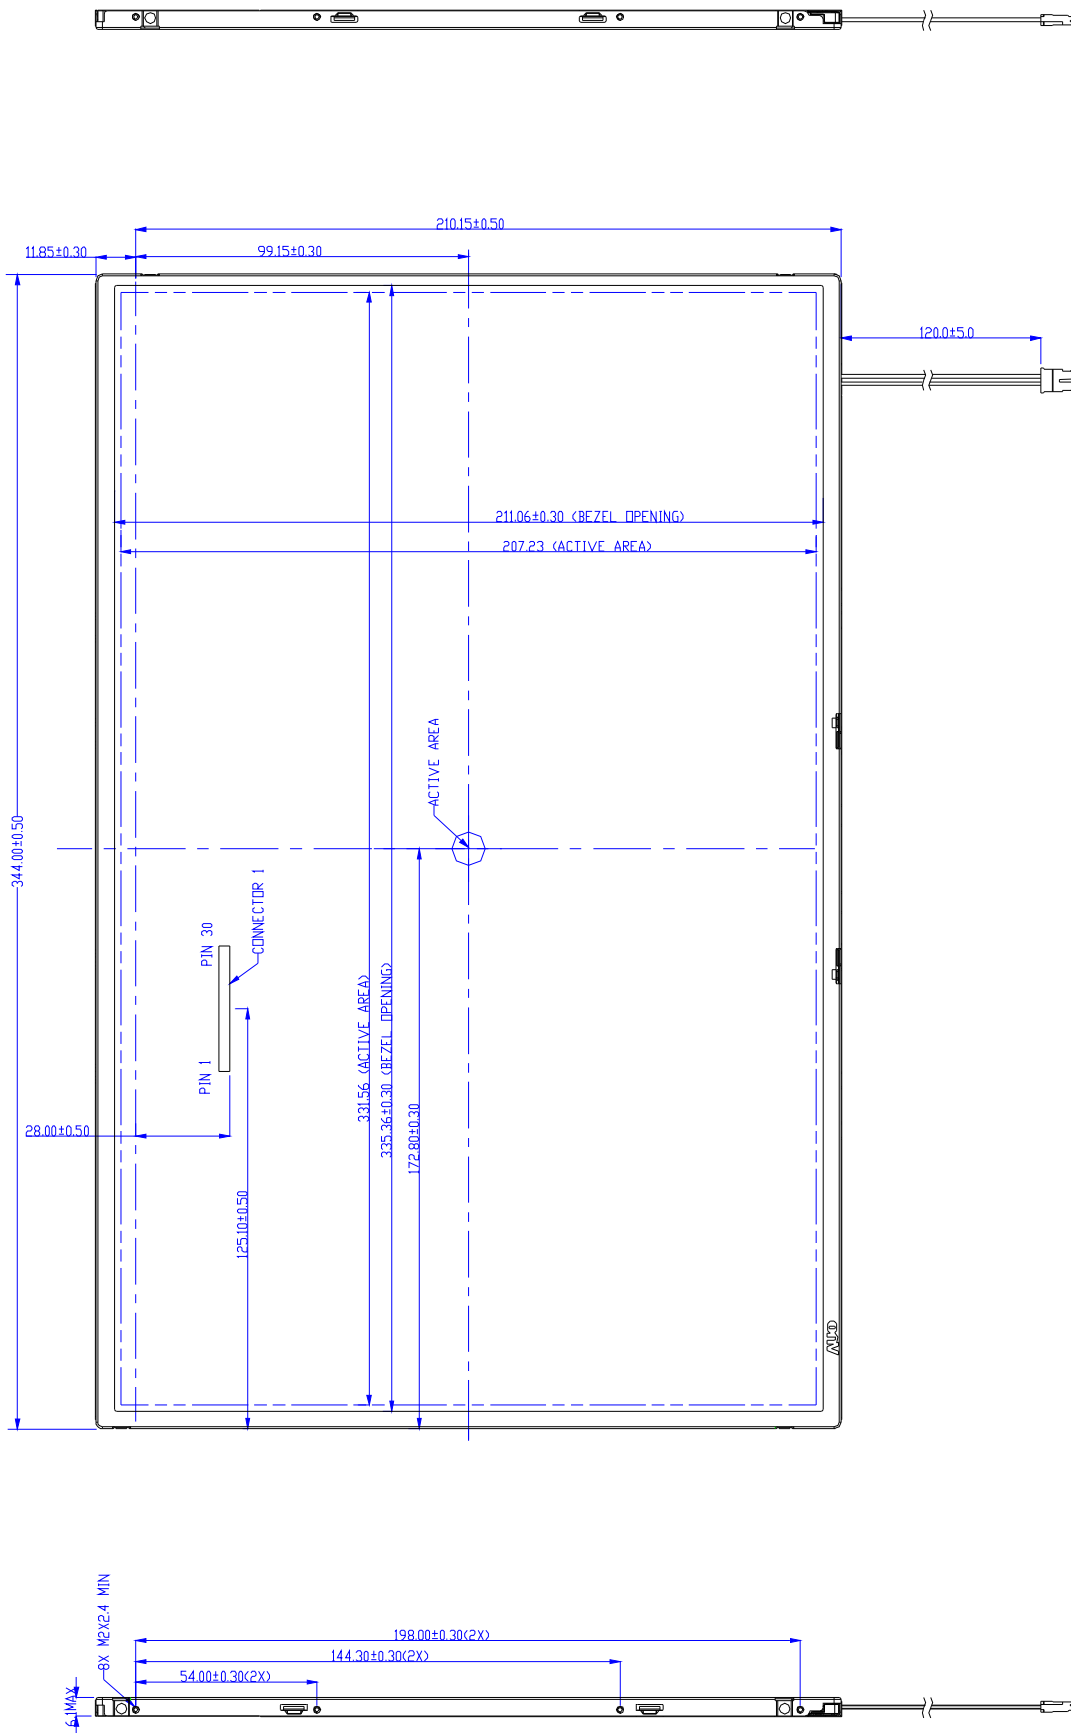 210.15±0.50
11.85±0.30
99.15±0.30
120.0±5.0
211.06±0.30 (BEZEL OPENING)
207.23 (ACTIVE AREA)
ACTIVE AREA
344.00±0.50
CONNECTOR 1
PIN 30
PIN 1
331.56 (ACTIVE AREA)
335.36±0.30 (BEZEL OPENING)
172.80±0.30
28.00±0.50
125.10±0.50
AUO
8X M2X2.4 MIN
198.00±0.30(2X)
144.30±0.30(2X)
54.00±0.30(2X)
6.1MAX